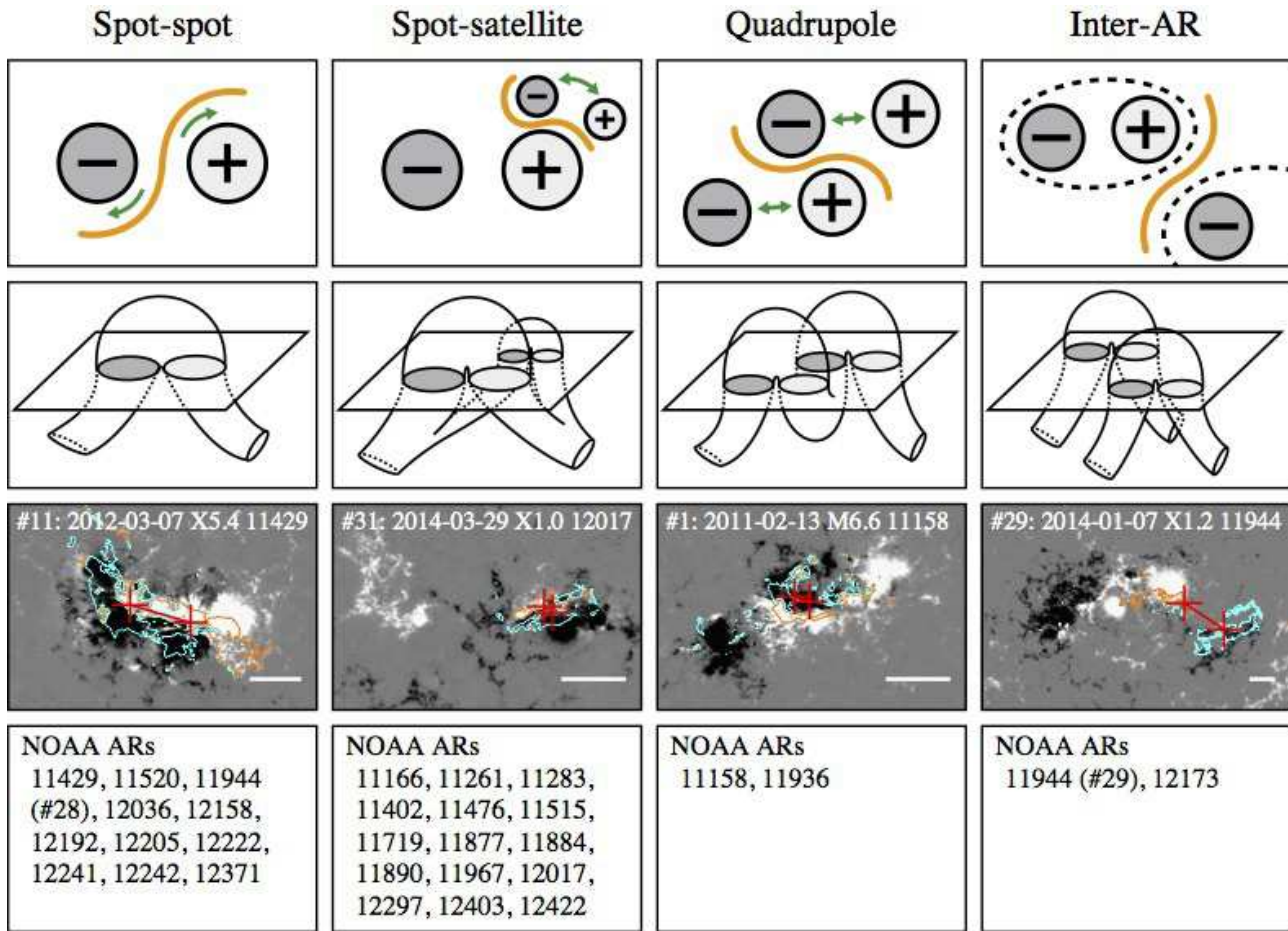 Spot-spot
Spot-satellite
Quadrupole
Inter-AR
− +
− + − +
− + − +
− + −
#11: 2012-03-07 X5.4 11429
#31: 2014-03-29 X1.0 12017
#1: 2011-02-13 M6.6 11158
#29: 2014-01-07 X1.2 11944
NOAA ARs
11429, 11520, 11944
(#28), 12036, 12158,
12192, 12205, 12222,
12241, 12242, 12371
NOAA ARs
11166, 11261, 11283,
11402, 11476, 11515,
11719, 11877, 11884,
11890, 11967, 12017,
12297, 12403, 12422
NOAA ARs
11158, 11936
NOAA ARs
11944 (#29), 12173